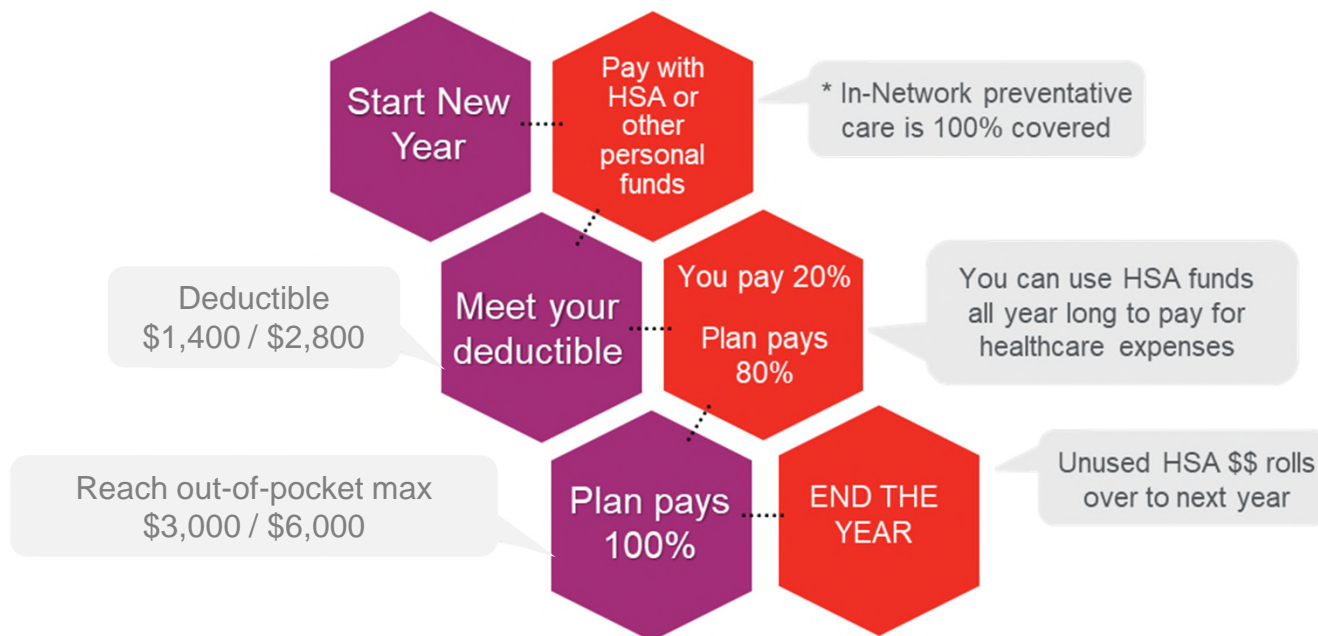 Start New
Year
Pay with
HSA or
other
personal
funds
* In-Network preventative
care is 100% covered
Deductible
$1,400 / $2,800
Meet your
deductible
You pay 20%
Plan pays
80%
You can use HSA funds
all year long to pay for
healthcare expenses
Reach out-of-pocket max
$3,000 / $6,000
Plan pays
100%
END THE
YEAR
Unused HSA $$ rolls
over to next year